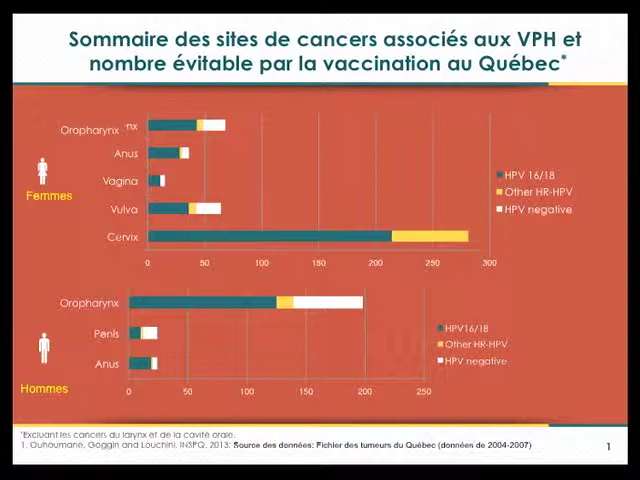 Sommaire des sites de cancers associés aux VPH et
nombre évitable par la vaccination au Québec*
Oropharynx nx
Anus
Vagina
Vulva
Cervix
Femmes
0 50 100 150 200 250 300
HPV 16/18
Other HR-HPV
HPV negative
Oropharynx
Penis
Anus
Hommes
0 50 100 150 200 250
HPV16/18
Other HR-HPV
HPV negative
*Excluant les cancers du larynx et de la cavité orale.
1. Ouhoumane, Goggin and Louchini, INSPQ, 2013; Source des données: Fichier des tumeurs du Québec (données de 2004-2007)
1